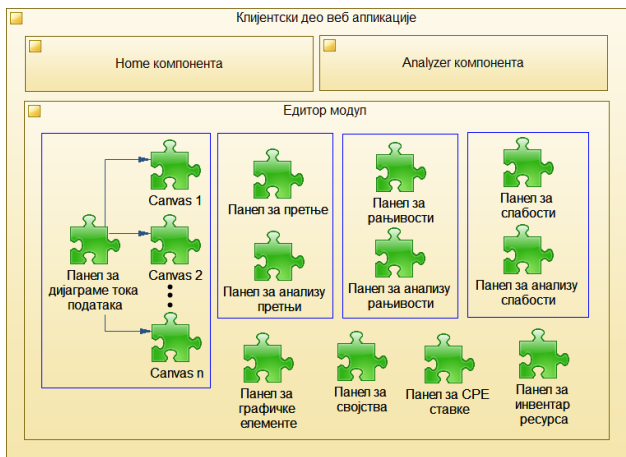 Клијентски део веб апликације
Home компонента
Analyzer компонента
Едитор модул
Canvas 1
Панел за
дијаграме тока
података
Canvas 2
Canvas n
Панел за претње
Панел за анализу
претњи
Панел за
рањивости
Панел за анализу
рањивости
Панел за
слабости
Панел за анализу
слабости
Панел за
графичке
елементе
Панел за
својства
Панел за CPE
ставке
Панел за
инвентар
ресурса